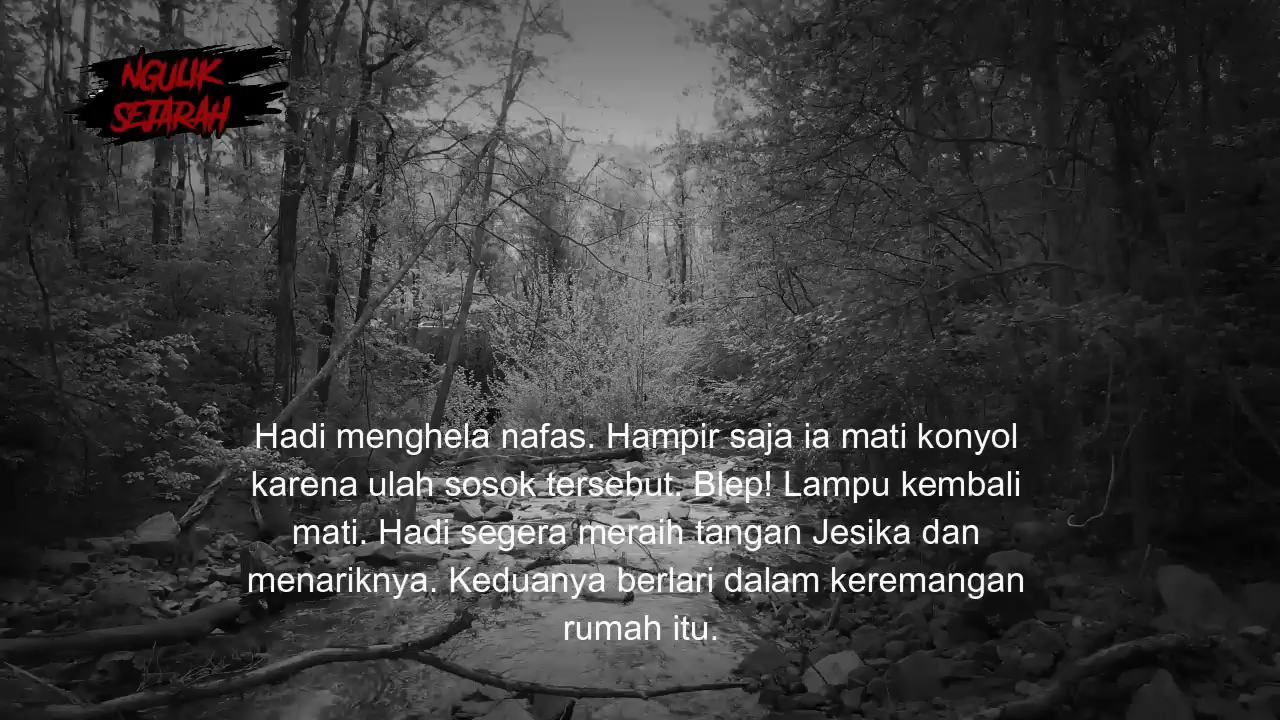 NGULIK
SEJARAH
Hadi menghela nafas. Hampir saja ia mati konyol
karena ulah sosok tersebut. Blep! Lampu kembali
mati. Hadi segera meraih tangan Jesika dan
menariknya. Keduanya berlari dalam keremangan
rumah itu.